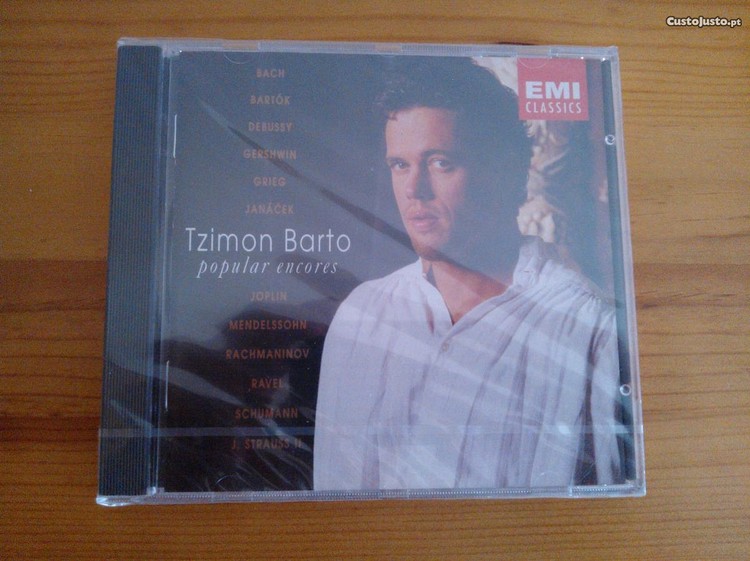 CustoJusto.pt
EMI
CLASSICS
BACH
BARTÓK
DEBUSSY
GERSHWIN
GRIEG
JANÁČEK
Tzimon Barto
popular encores
JOPLIN
MENDELSSOHN
RACHMANINOV
RAVEL
SCHUMANN
J. STRAUSS II